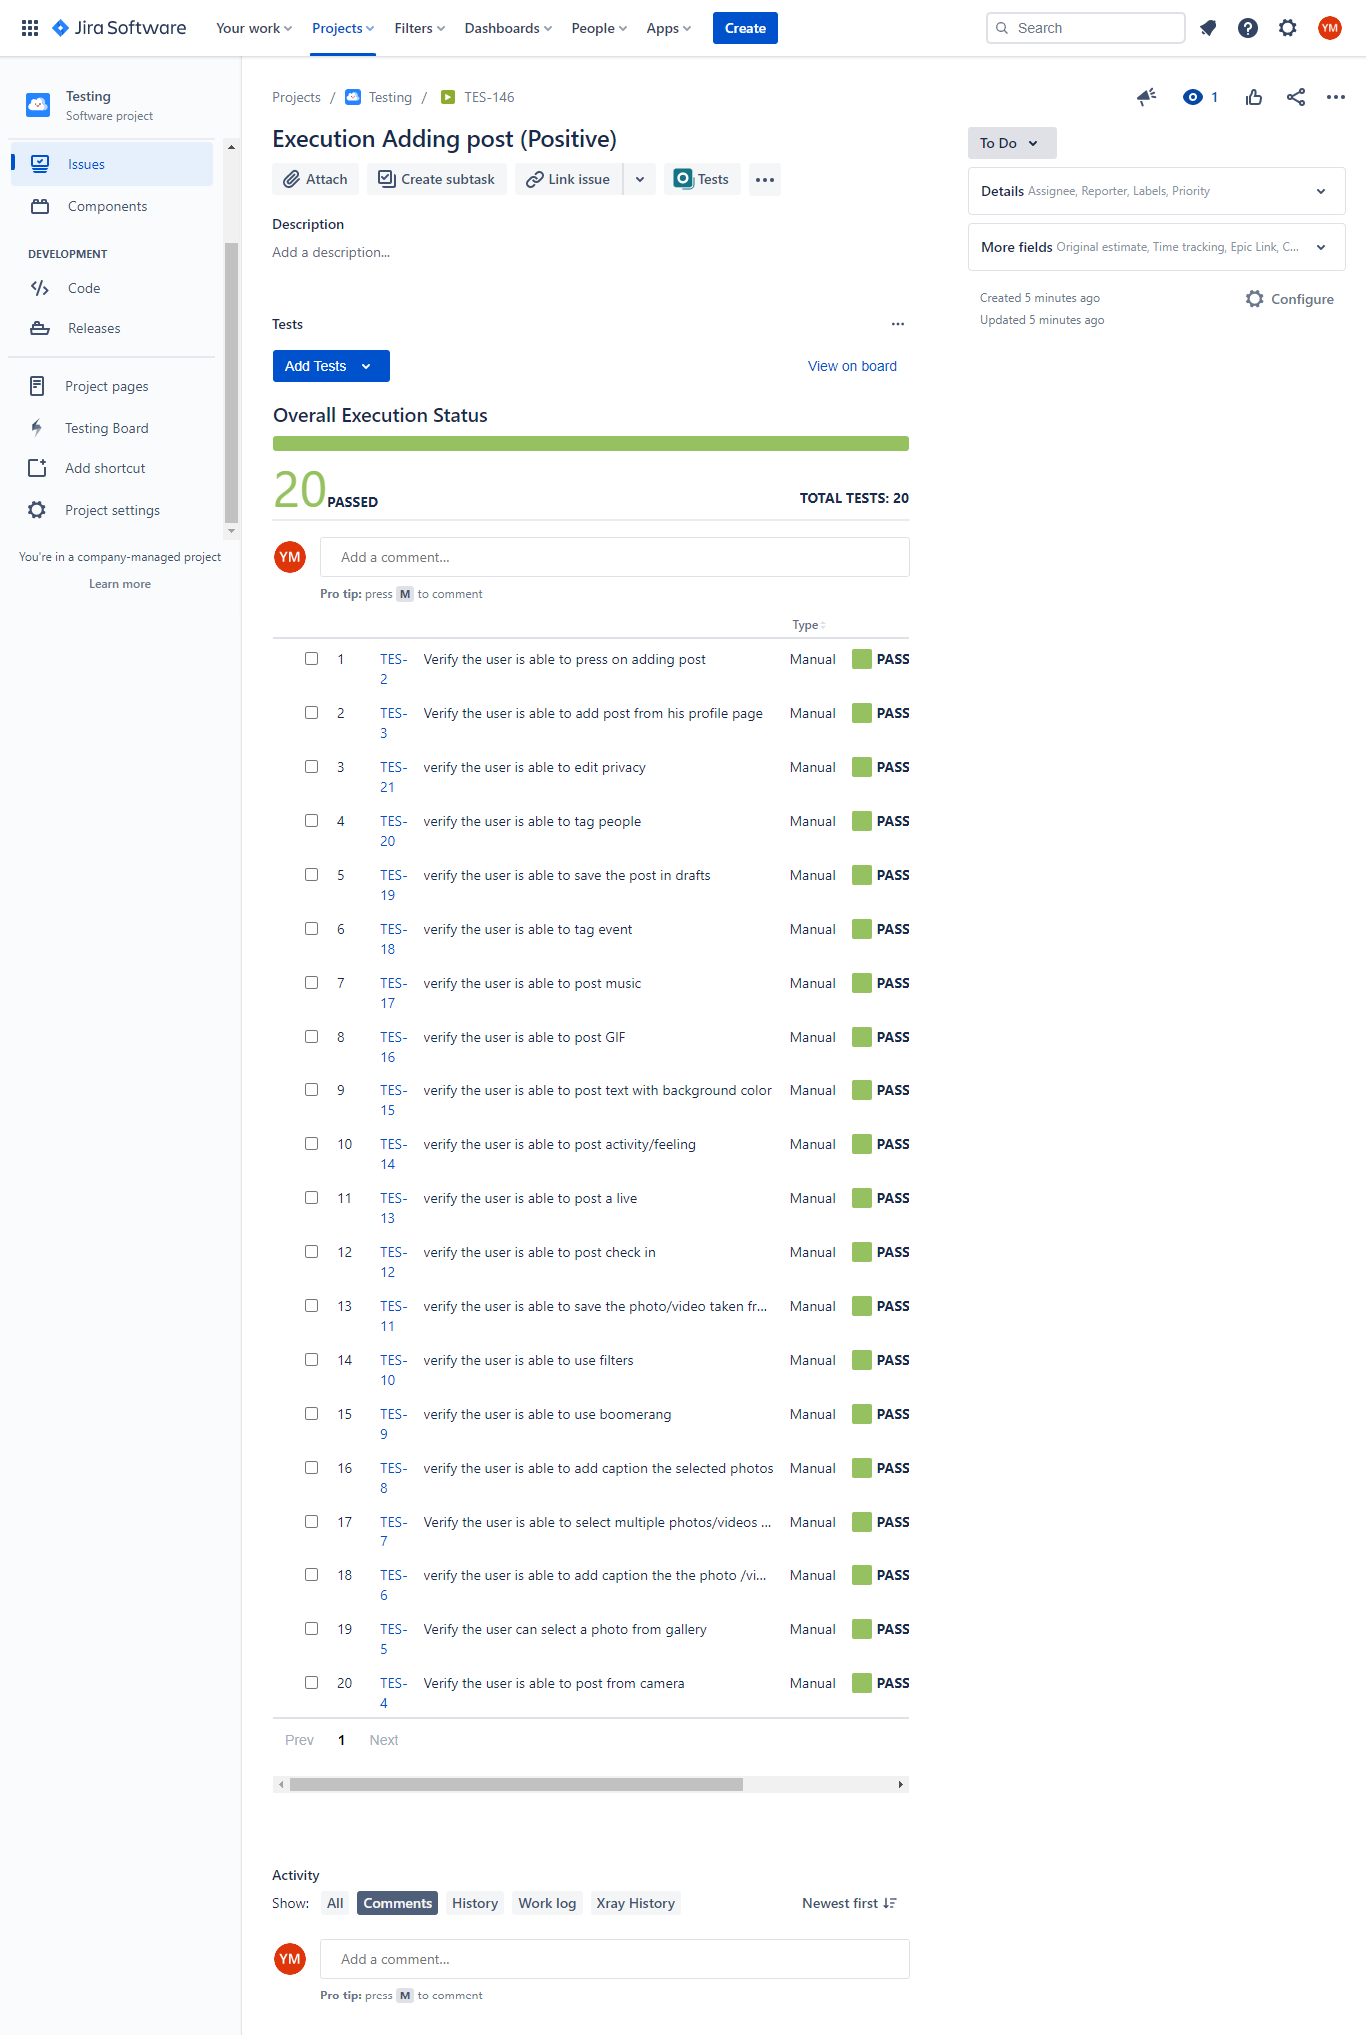 Jira Software Your work Projects Filters Dashboards People Apps Create Search YM
Testing
Software project
Issues
Components
DEVELOPMENT
Code
Releases
Project pages
Testing Board
Add shortcut
Project settings
You're in a company-managed project
Learn more
Projects / Testing / TES-146
1
Execution Adding post (Positive)
Attach Create subtask Link issue Tests
Description
Add a description...
To Do
Details Assignee, Reporter, Labels, Priority
More fields Original estimate, Time tracking, Epic Link, C...
Created 5 minutes ago
Configure
Updated 5 minutes ago
Tests
Add Tests
View on board
Overall Execution Status
20 PASSED TOTAL TESTS: 20
YM Add a comment...
Pro tip: press M to comment
Type
1 TES- Verify the user is able to press on adding post Manual PASS
2
2 TES- Verify the user is able to add post from his profile page Manual PASS
3
3 TES- verify the user is able to edit privacy Manual PASS
21
4 TES- verify the user is able to tag people Manual PASS
20
5 TES- verify the user is able to save the post in drafts Manual PASS
19
6 TES- verify the user is able to tag event Manual PASS
18
7 TES- verify the user is able to post music Manual PASS
17
8 TES- verify the user is able to post GIF Manual PASS
16
9 TES- verify the user is able to post text with background color Manual PASS
15
10 TES- verify the user is able to post activity/feeling Manual PASS
14
11 TES- verify the user is able to post a live Manual PASS
13
12 TES- verify the user is able to post check in Manual PASS
12
13 TES- verify the user is able to save the photo/video taken fr... Manual PASS
11
14 TES- verify the user is able to use filters Manual PASS
10
15 TES- verify the user is able to use boomerang Manual PASS
9
16 TES- verify the user is able to add caption the selected photos Manual PASS
8
17 TES- Verify the user is able to select multiple photos/videos ... Manual PASS
7
18 TES- verify the user is able to add caption the the photo /vi... Manual PASS
6
19 TES- Verify the user can select a photo from gallery Manual PASS
5
20 TES- Verify the user is able to post from camera Manual PASS
4
Prev 1 Next
Activity
Show: All Comments History Work log Xray History Newest first
YM Add a comment...
Pro tip: press M to comment